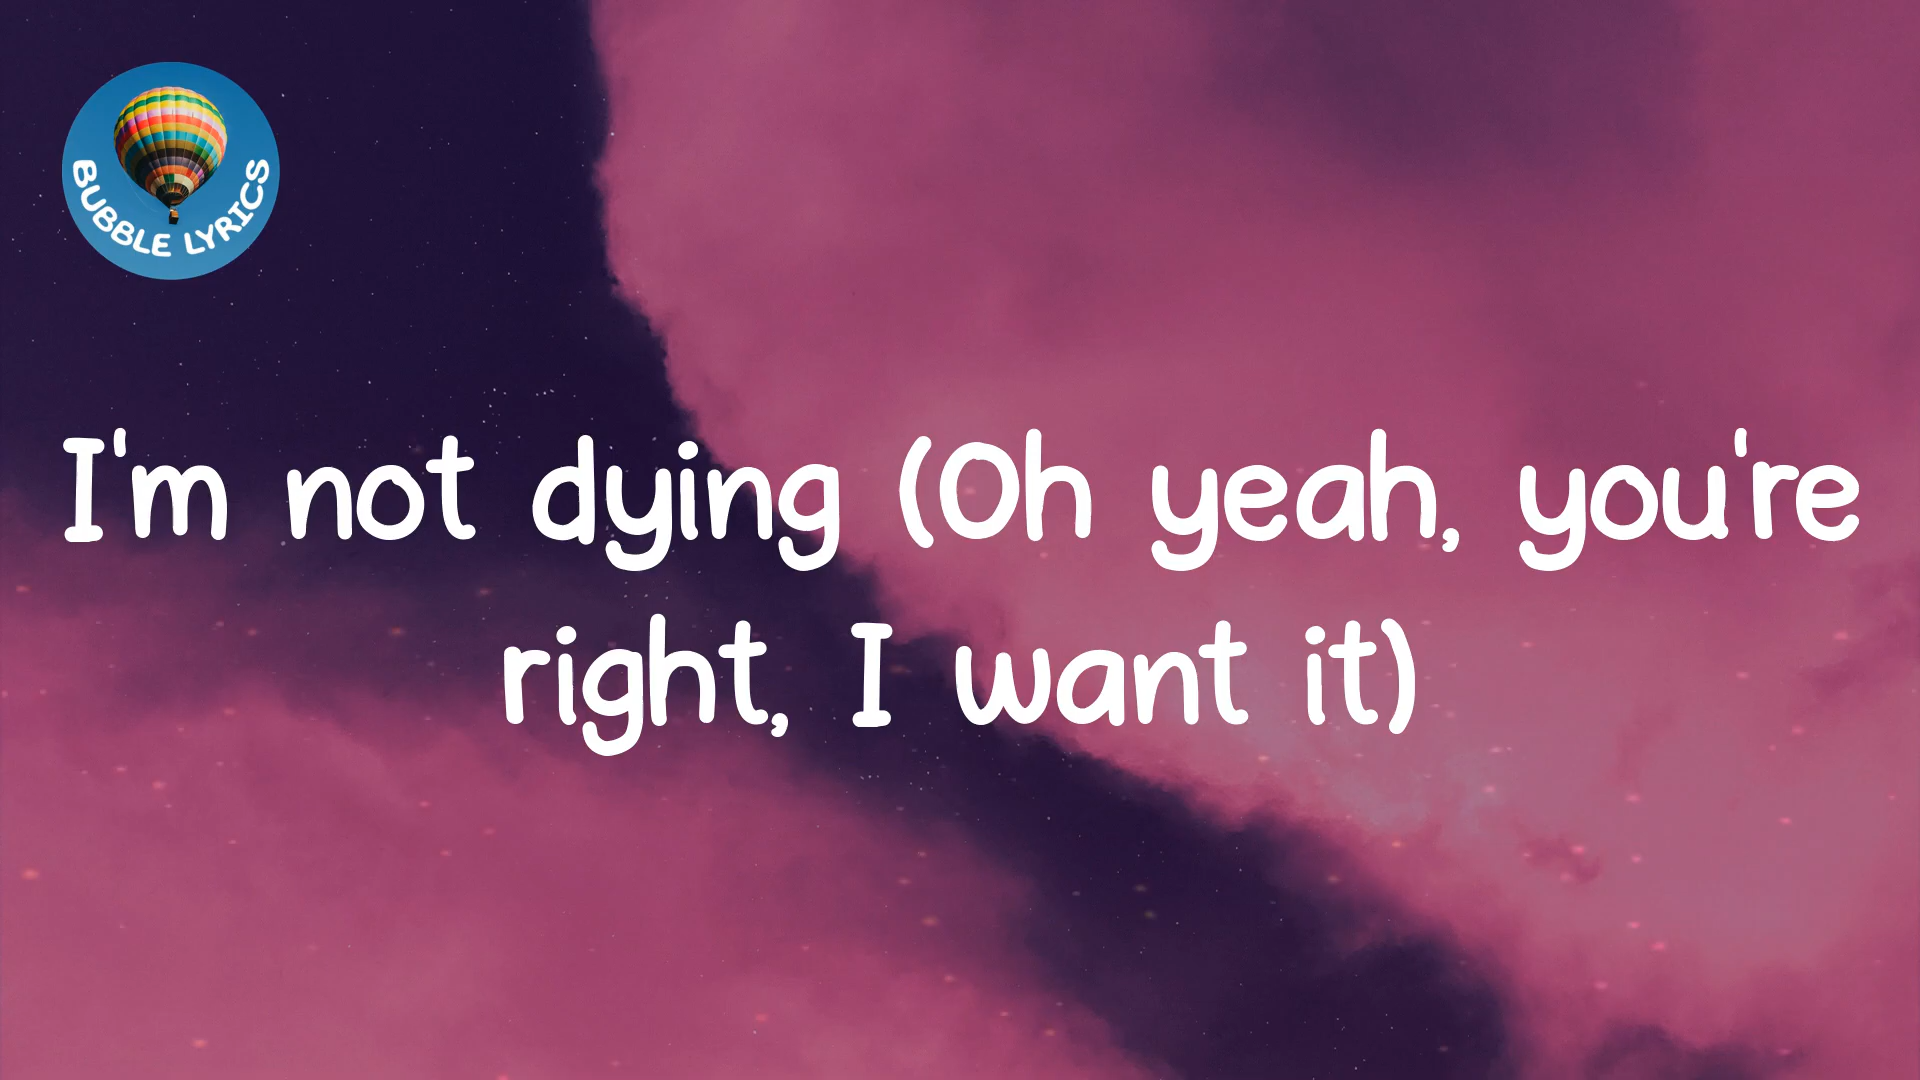 BUBBLE LYRICS
I'm not dying (Oh yeah, you're
right, I want it)